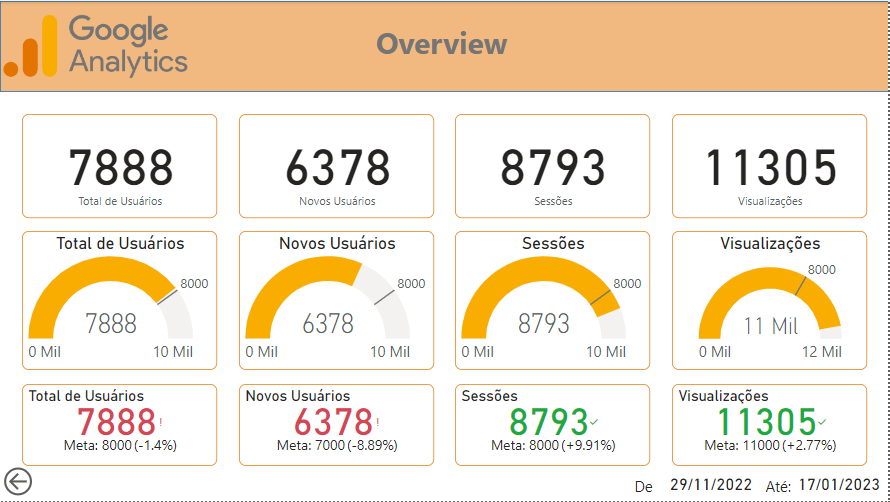 Google
Analytics
Overview
7888
Total de Usuários
6378
Novos Usuários
8793
Sessões
11305
Visualizações
Total de Usuários
8000
7888
0 Mil
10 Mil
Novos Usuários
8000
6378
0 Mil
10 Mil
Sessões
8000
8793
0 Mil
10 Mil
Visualizações
8000
11 Mil
0 Mil
12 Mil
Total de Usuários
7888!
Meta: 8000 (-1.4%)
Novos Usuários
6378!
Meta: 7000 (-8.89%)
Sessões
8793✓
Meta: 8000 (+9.91%)
Visualizações
11305✓
Meta: 11000 (+2.77%)
De 29/11/2022 Até: 17/01/2023